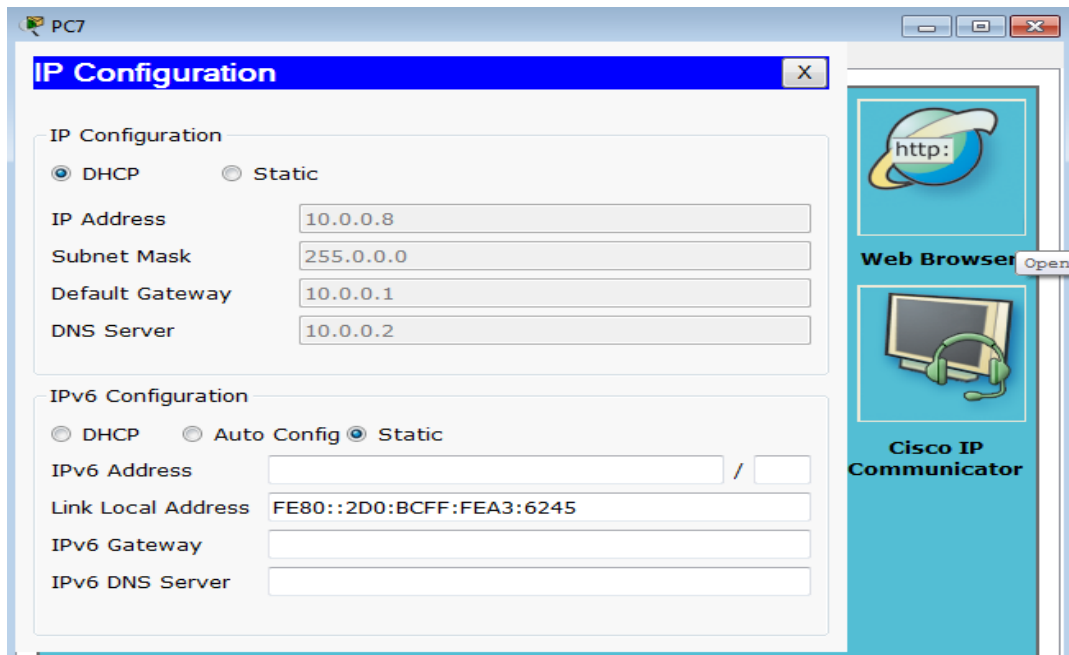 PC7
IP Configuration
X
IP Configuration
DHCP Static
IP Address 10.0.0.8
Subnet Mask 255.0.0.0
Default Gateway 10.0.0.1
DNS Server 10.0.0.2
IPv6 Configuration
DHCP Auto Config Static
IPv6 Address /
Link Local Address FE80::2D0:BCFF:FEA3:6245
IPv6 Gateway
IPv6 DNS Server
http:
Web Browser
Open
Cisco IP
Communicator